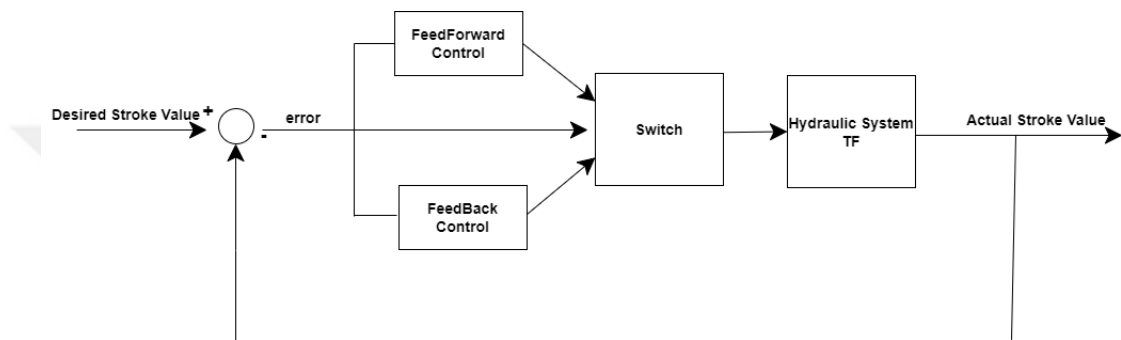 FeedForward
Control
Desired Stroke Value +
-
error
Switch
Hydraulic System
TF
Actual Stroke Value
FeedBack
Control